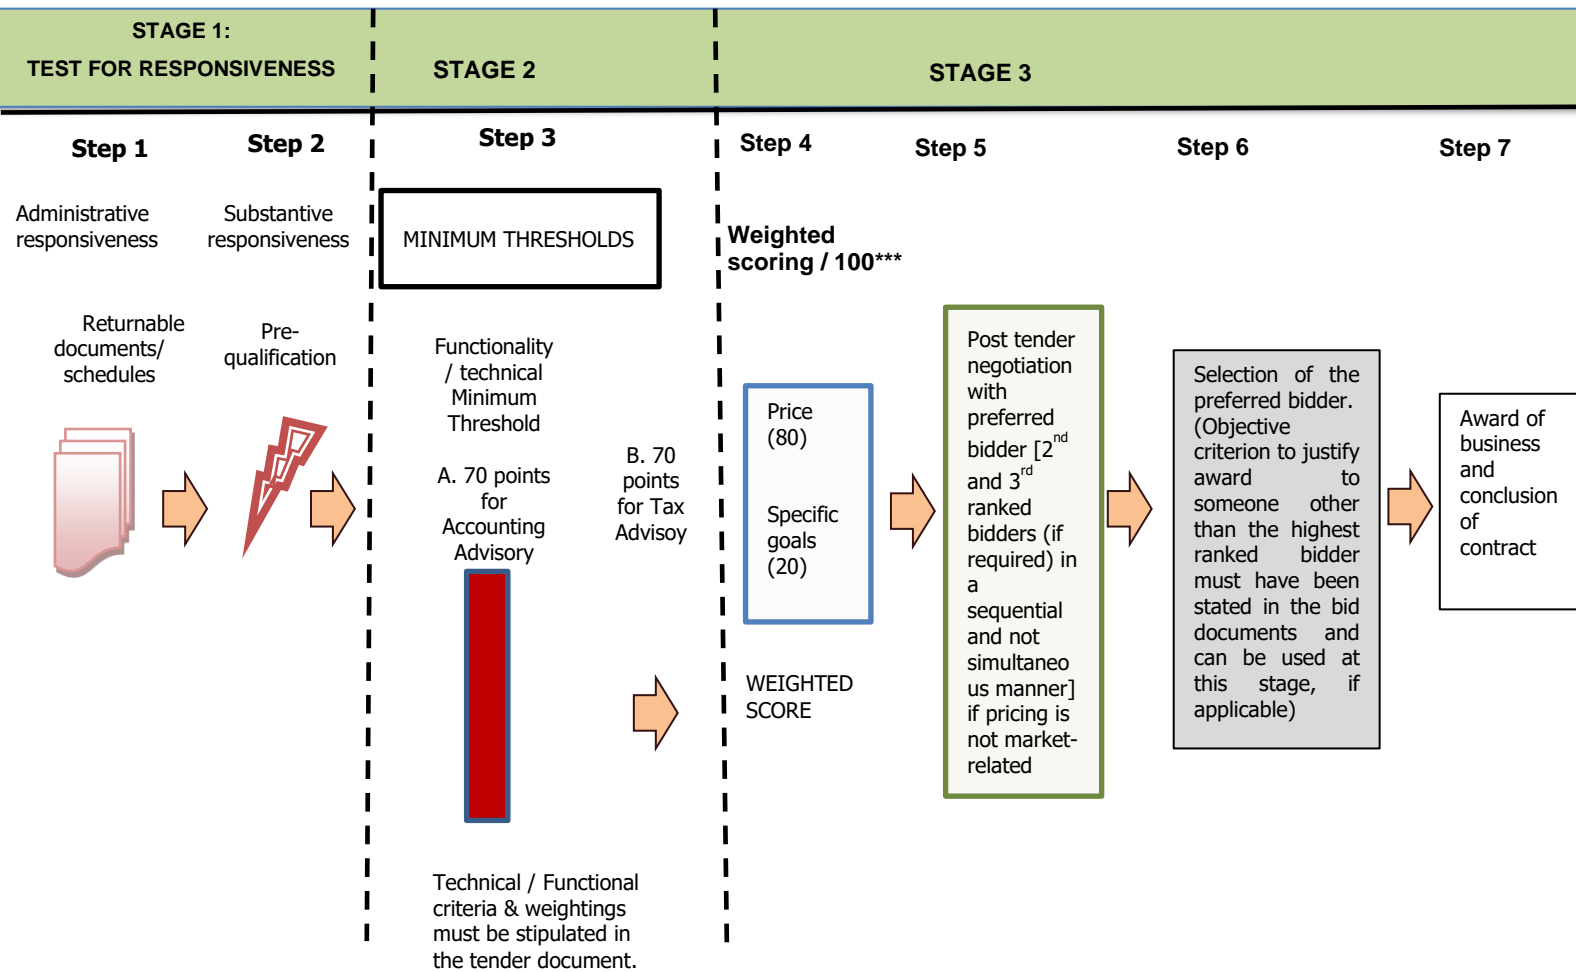 STAGE 1:
TEST FOR RESPONSIVENESS
STAGE 2
STAGE 3
Step 1
Step 2
Step 3
Step 4
Step 5
Step 6
Step 7
Administrative
responsiveness
Substantive
responsiveness
MINIMUM THRESHOLDS
Weighted
scoring / 100***
Returnable
documents/
schedules
Pre-
qualification
Functionality
/ technical
Minimum
Threshold
A. 70 points
for
Accounting
Advisory
B. 70
points
for Tax
Advisoy
Technical / Functional
criteria & weightings
must be stipulated in
the tender document.
Price
(80)
Specific
goals
(20)
WEIGHTED
SCORE
Post tender
negotiation
with
preferred
bidder [2nd
and 3rd
ranked
bidders (if
required) in
a
sequential
and not
simultaneo
us manner]
if pricing is
not market-
related
Selection of the
preferred bidder.
(Objective
criterion to justify
award to
someone other
than the highest
ranked bidder
must have been
stated in the bid
documents and
can be used at
this stage, if
applicable)
Award of
business
and
conclusion
of
contract